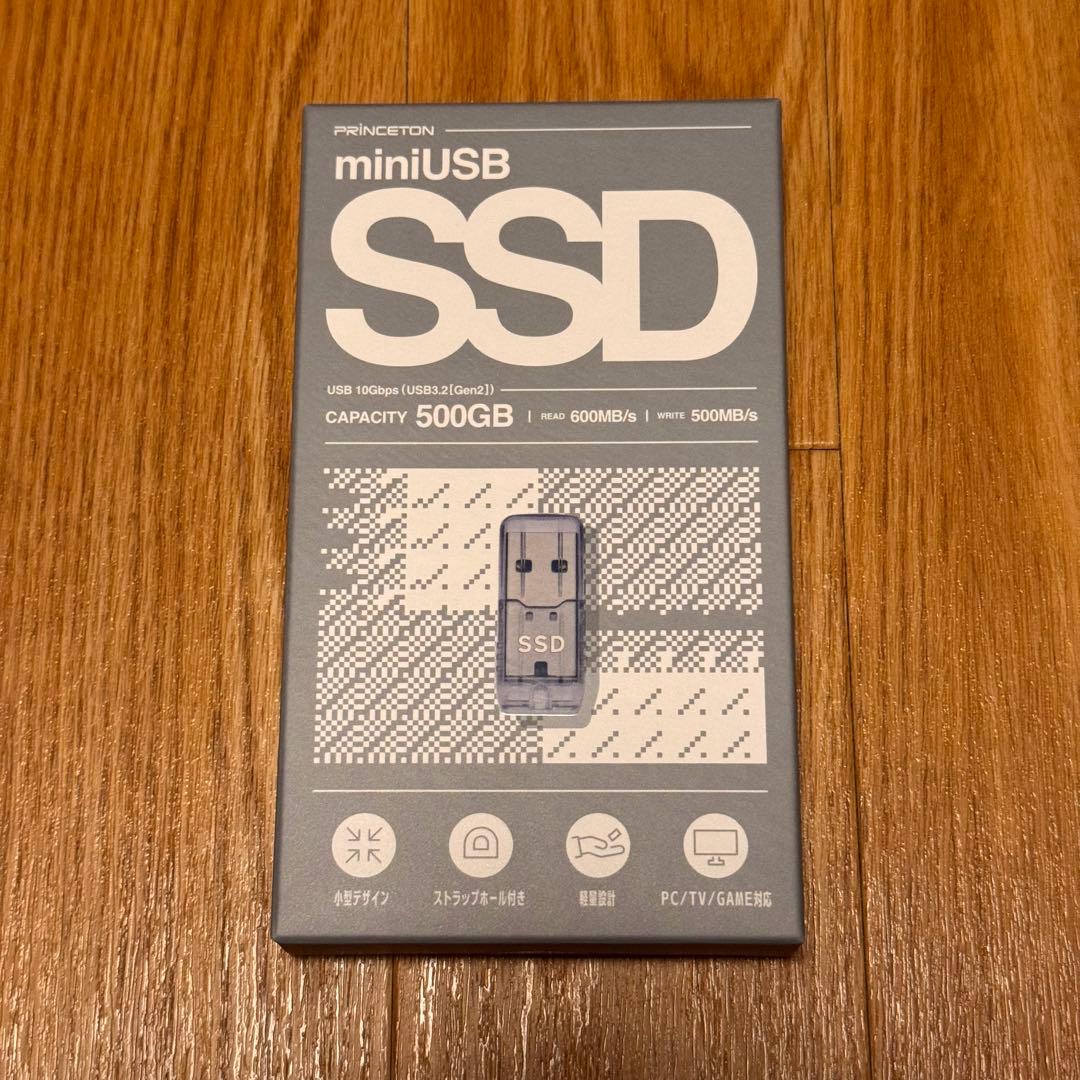 PRINCETON
miniUSB
SSD
USB 10Gbps (USB3.2[Gen2])
CAPACITY 500GB | READ 600MB/s | WRITE 500MB/s
SSD
小型デザイン ストラップホール付き 軽量設計 PC/TV/GAME対応